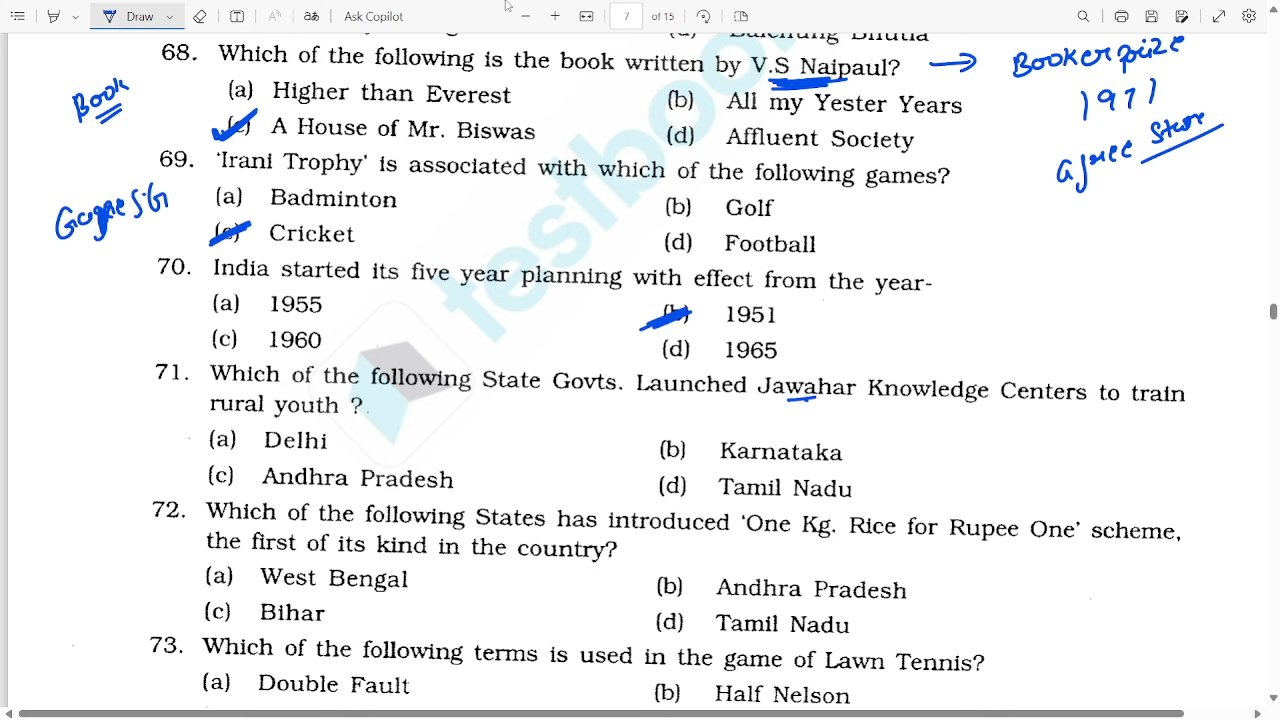 Draw
Ask Copilot
7 of 15
(d) Baichung Bhutia
68. Which of the following is the book written by V.S Naipaul?
(a) Higher than Everest
(b) All my Yester Years
(c) A House of Mr. Biswas
(d) Affluent Society
Book
Booker prize
1971
a free State
69. 'Irani Trophy' is associated with which of the following games?
(a) Badminton
(b) Golf
(c) Cricket
(d) Football
70. India started its five year planning with effect from the year-
(a) 1955
(b) 1951
(c) 1960
(d) 1965
71. Which of the following State Govts. Launched Jawahar Knowledge Centers to train
rural youth ?
(a) Delhi
(b) Karnataka
(c) Andhra Pradesh
(d) Tamil Nadu
72. Which of the following States has introduced 'One Kg. Rice for Rupee One' scheme,
the first of its kind in the country?
(a) West Bengal
(b) Andhra Pradesh
(c) Bihar
(d) Tamil Nadu
73. Which of the following terms is used in the game of Lawn Tennis?
(a) Double Fault
(b) Half Nelson
testbook